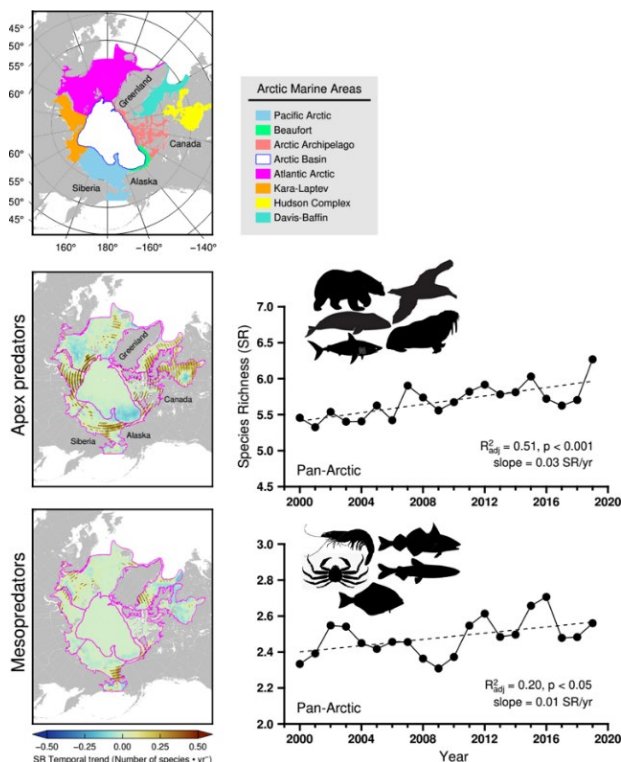 45°
50°
55°
60°
60°
55°
50°
45°
160° 180° -160° -140°
Greenland
Canada
Siberia
Alaska
Arctic Marine Areas
Pacific Arctic
Beaufort
Arctic Archipelago
Arctic Basin
Atlantic Arctic
Kara-Laptev
Hudson Complex
Davis-Baffin
Apex predators
Greenland
Canada
Siberia
Alaska
Species Richness (SR)
7.0
6.5
6.0
5.5
5.0
4.5
R²adj = 0.51, p < 0.001
slope = 0.03 SR/yr
Pan-Arctic
2000 2004 2008 2012 2016 2020
Mesopredators
3.0
2.8
2.6
2.4
2.2
2.0
R²adj = 0.20, p < 0.05
slope = 0.01 SR/yr
Pan-Arctic
2000 2004 2008 2012 2016 2020
Year
−0.50 −0.25 0.00 0.25 0.50
SR Temporal trend (Number of species • yr⁻